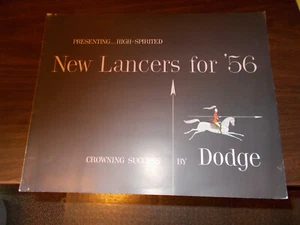 PRESENTING...HIGH-SPIRITED
New Lancers for '56
CROWNING SUCCESS BY Dodge